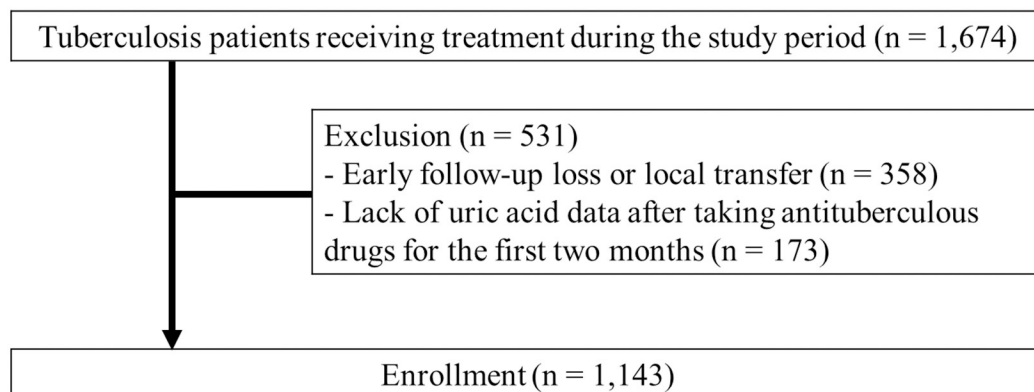 Tuberculosis patients receiving treatment during the study period (n = 1,674)
Exclusion (n = 531)
- Early follow-up loss or local transfer (n = 358)
- Lack of uric acid data after taking antituberculous
drugs for the first two months (n = 173)
Enrollment (n = 1,143)